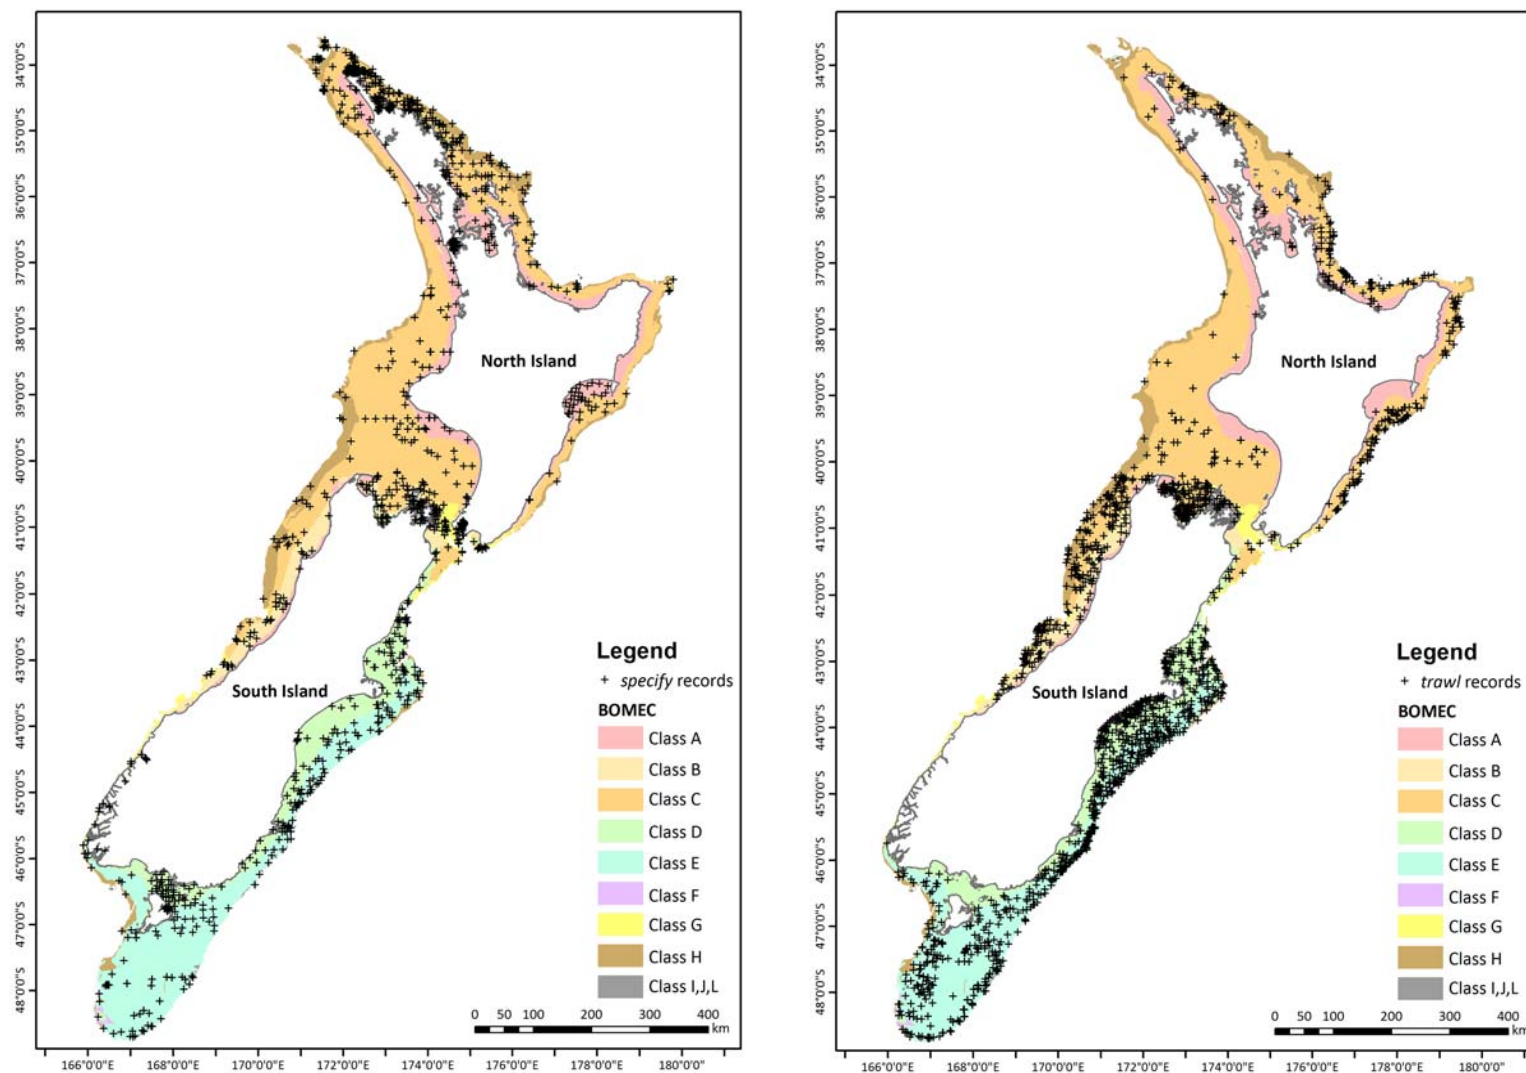 34°0'0"S
35°0'0"S
36°0'0"S
37°0'0"S
38°0'0"S
39°0'0"S
40°0'0"S
41°0'0"S
42°0'0"S
43°0'0"S
44°0'0"S
45°0'0"S
46°0'0"S
47°0'0"S
48°0'0"S
North Island
South Island
Legend
+ specify records
BOMEC
Class A
Class B
Class C
Class D
Class E
Class F
Class G
Class H
Class I,J,L
0 50 100 200 300 400
km
166°0'0"E 168°0'0"E 170°0'0"E 172°0'0"E 174°0'0"E 176°0'0"E 178°0'0"E 180°0'0"
34°0'0"S
35°0'0"S
36°0'0"S
37°0'0"S
38°0'0"S
39°0'0"S
40°0'0"S
41°0'0"S
42°0'0"S
43°0'0"S
44°0'0"S
45°0'0"S
46°0'0"S
47°0'0"S
48°0'0"S
North Island
South Island
Legend
+ trawl records
BOMEC
Class A
Class B
Class C
Class D
Class E
Class F
Class G
Class H
Class I,J,L
0 50 100 200 300 400
km
166°0'0"E 168°0'0"E 170°0'0"E 172°0'0"E 174°0'0"E 176°0'0"E 178°0'0"E 180°0'0"